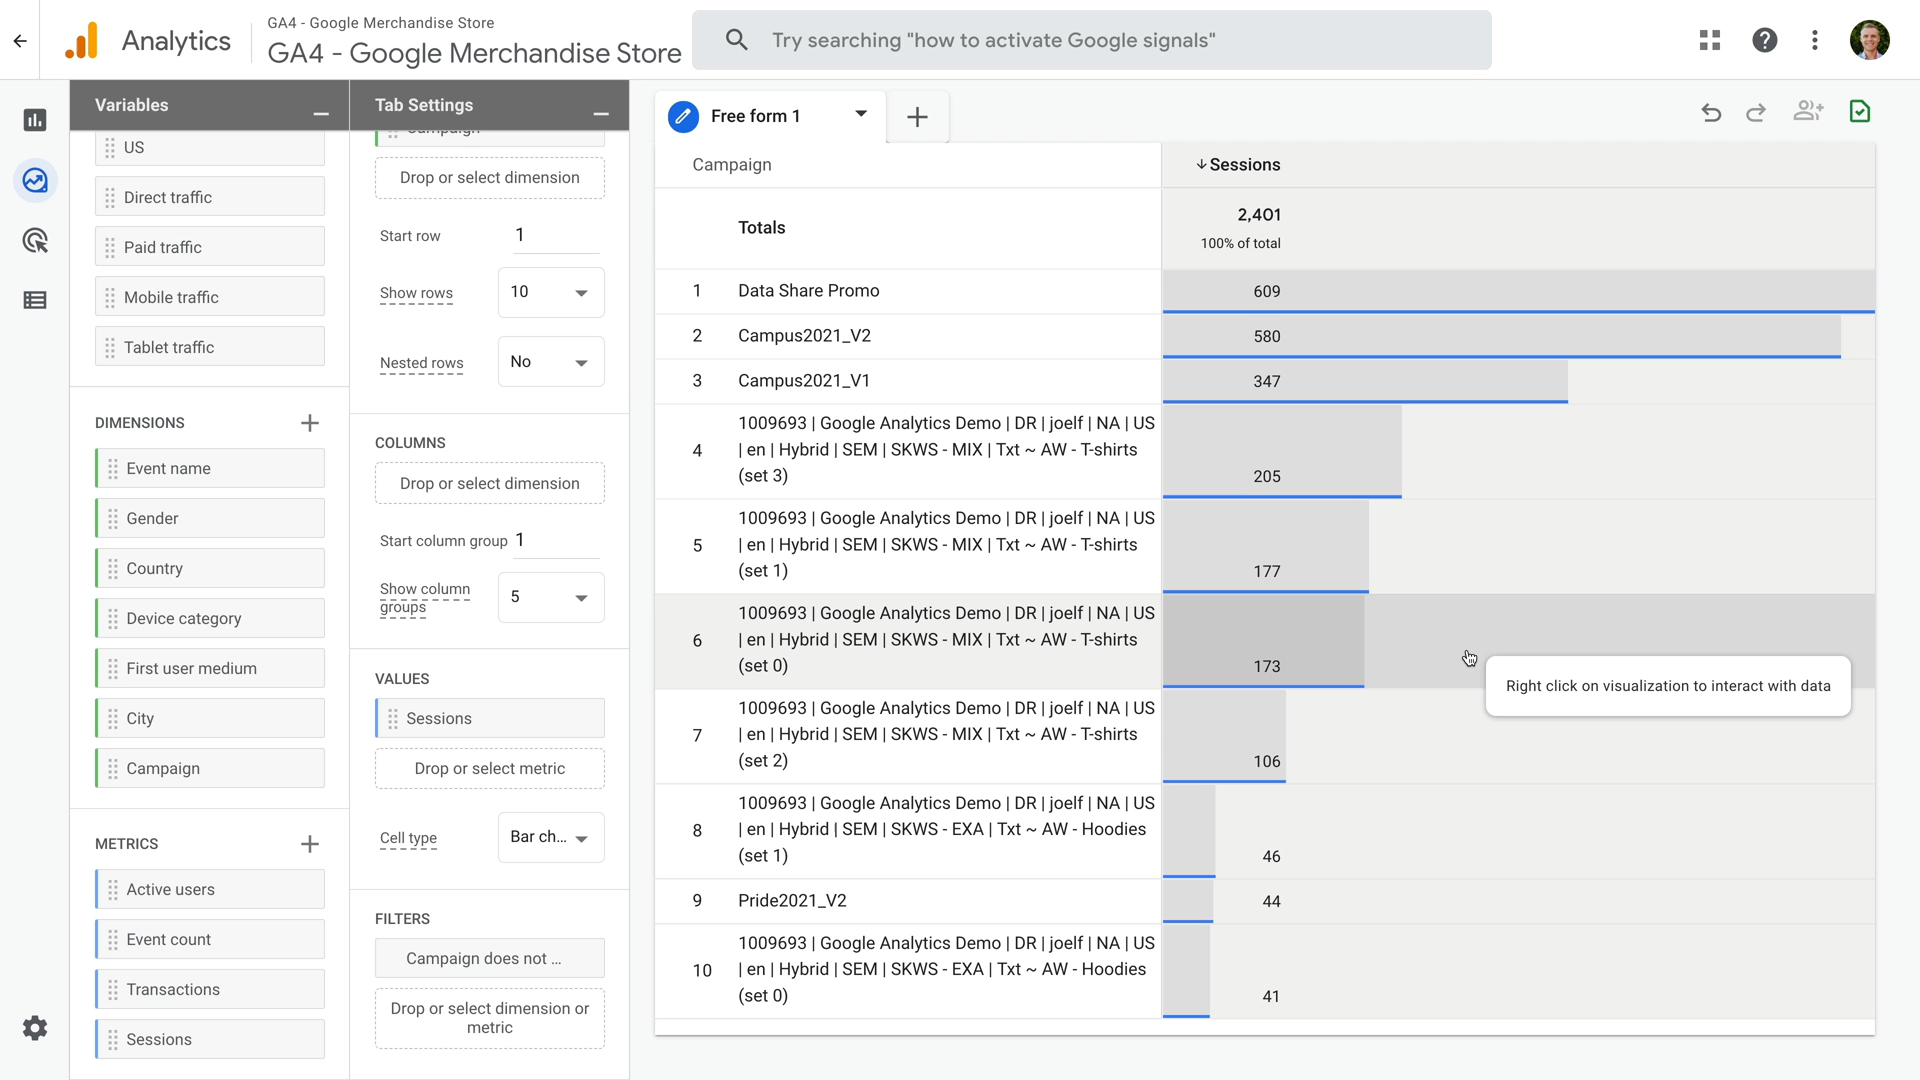 Analytics
GA4 - Google Merchandise Store
GA4 - Google Merchandise Store
Try searching "how to activate Google signals"
Variables
US
Direct traffic
Paid traffic
Mobile traffic
Tablet traffic
DIMENSIONS
Event name
Gender
Country
Device category
First user medium
City
Campaign
METRICS
Active users
Event count
Transactions
Sessions
Tab Settings
Campaign
Drop or select dimension
Start row 1
Show rows 10
Nested rows No
COLUMNS
Drop or select dimension
Start column group 1
Show column
groups
5
VALUES
Sessions
Drop or select metric
Cell type Bar ch...
FILTERS
Campaign does not ...
Drop or select dimension or
metric
Free form 1
Campaign Sessions
Totals 2,401
100% of total
1 Data Share Promo 609
2 Campus2021_V2 580
3 Campus2021_V1 347
1009693 | Google Analytics Demo | DR | joelf | NA | US
4 | en | Hybrid | SEM | SKWS - MIX | Txt ~ AW - T-shirts
(set 3) 205
1009693 | Google Analytics Demo | DR | joelf | NA | US
5 | en | Hybrid | SEM | SKWS - MIX | Txt ~ AW - T-shirts
(set 1) 177
1009693 | Google Analytics Demo | DR | joelf | NA | US
6 | en | Hybrid | SEM | SKWS - MIX | Txt ~ AW - T-shirts
(set 0) 173
Right click on visualization to interact with data
1009693 | Google Analytics Demo | DR | joelf | NA | US
7 | en | Hybrid | SEM | SKWS - MIX | Txt ~ AW - T-shirts
(set 2) 106
1009693 | Google Analytics Demo | DR | joelf | NA | US
8 | en | Hybrid | SEM | SKWS - EXA | Txt ~ AW - Hoodies
(set 1) 46
9 Pride2021_V2 44
1009693 | Google Analytics Demo | DR | joelf | NA | US
10 | en | Hybrid | SEM | SKWS - EXA | Txt ~ AW - Hoodies
(set 0) 41